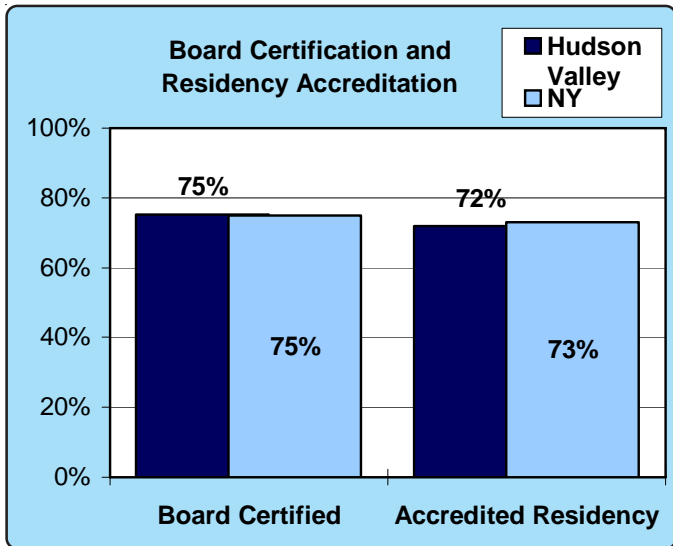 Board Certification and
Residency Accreditation
Hudson
Valley
NY
100%
80%
60%
40%
20%
0%
75%
75%
72%
73%
Board Certified
Accredited Residency